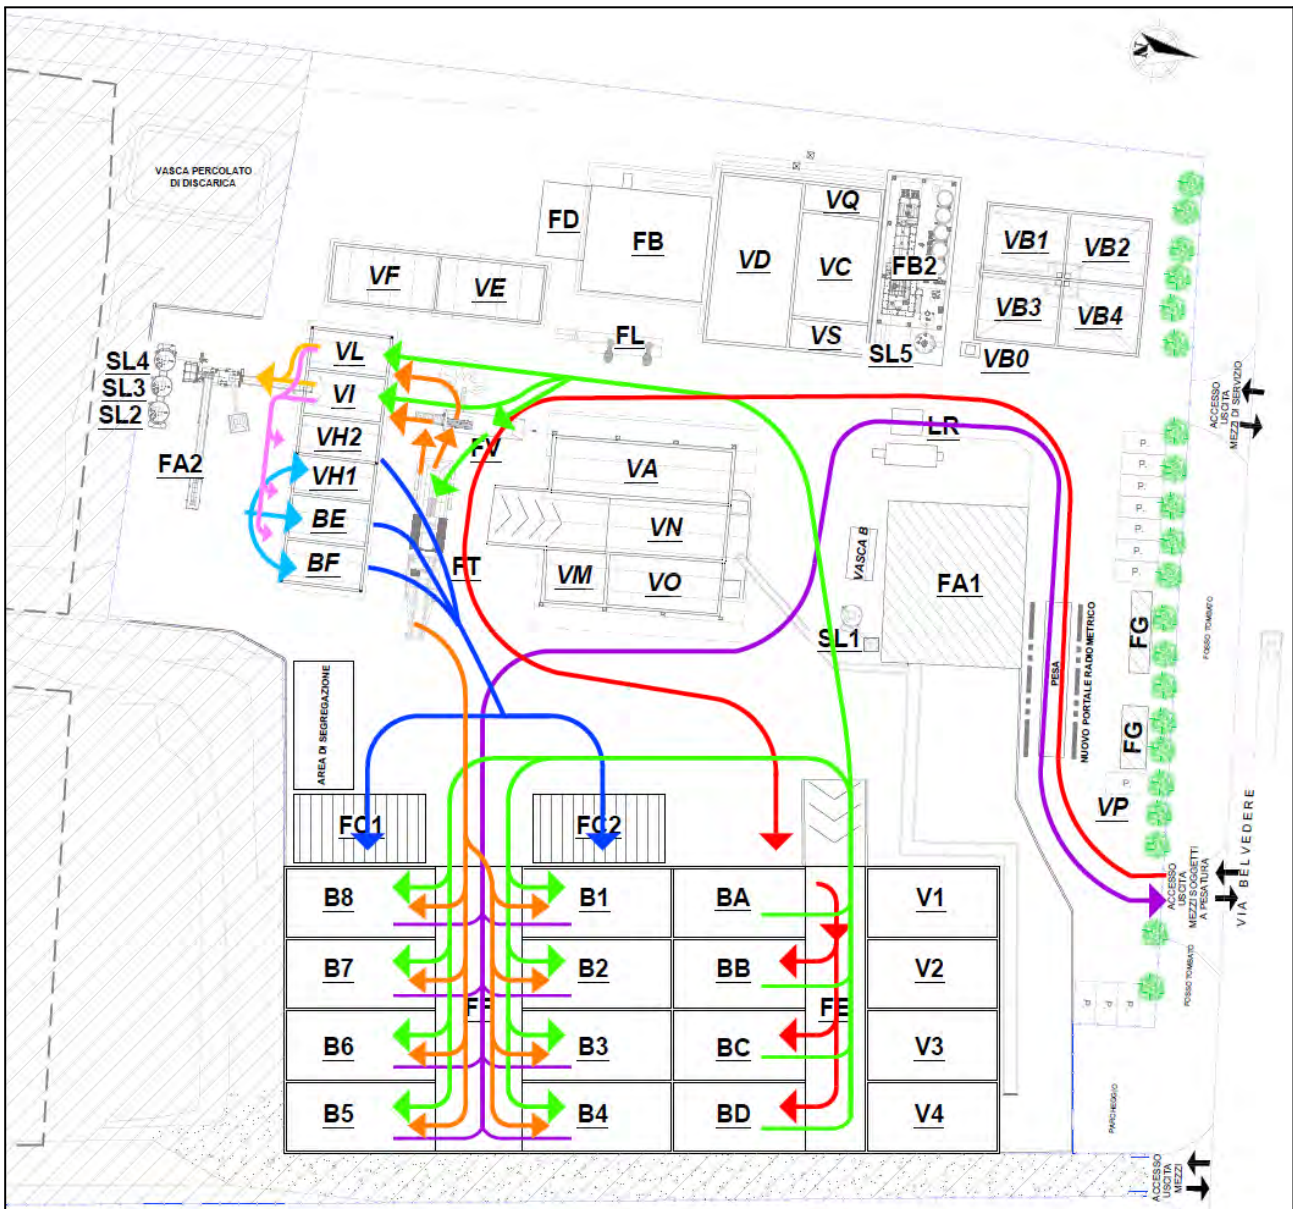 N
VASCA PERCOLATO
DI DISCARICA
FD
FB
VD
VQ
VC
VS
FB2
SL5
VB1
VB2
VB3
VB4
VB0
VF
VE
FL
SL4
SL3
SL2
FA2
VL
VI
VH2
VH1
BE
BF
FV
FT
VA
VN
VM
VO
LR
VASCA B
FA1
SL1
ACCESSO
USCITA
MEZZI DI SERVIZIO
P.
P.
P.
P.
P.
P.
P.
FOSSO TOMBATO
FG
FG
PESA
NUOVO PORTALE RADIOMETRICO
P.
VP
VIA BELVEDERE
ACCESSO
USCITA
MEZZI SOGGETTI
A PESATURA
AREA DI SEGREGAZIONE
FC1
FC2
B8
B1
BA
V1
B7
B2
BB
V2
FF
FE
B6
B3
BC
V3
B5
B4
BD
V4
FOSSO TOMBATO
P.
P.
P.
PARCHEGGIO
ACCESSO
USCITA
MEZZI